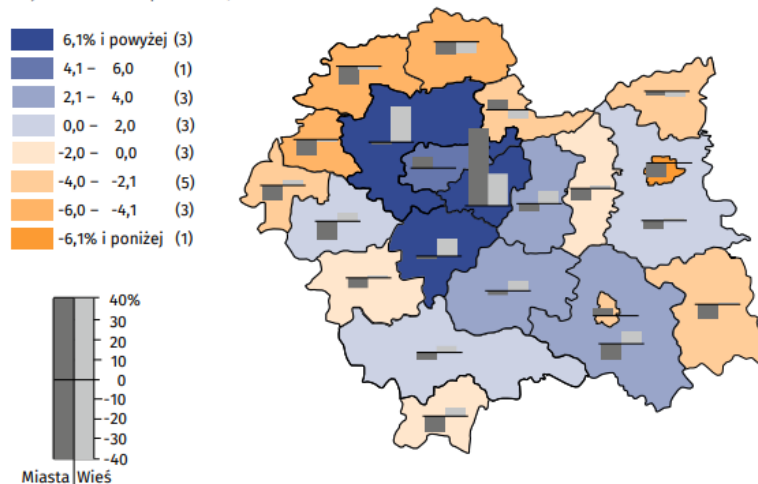 6,1% i powyżej (3)
4,1 – 6,0 (1)
2,1 – 4,0 (3)
0,0 – 2,0 (3)
-2,0 – 0,0 (3)
-4,0 – -2,1 (5)
-6,0 – -4,1 (3)
-6,1% i poniżej (1)
40%
30
20
10
0
-10
-20
-30
-40
Miasta Wieś